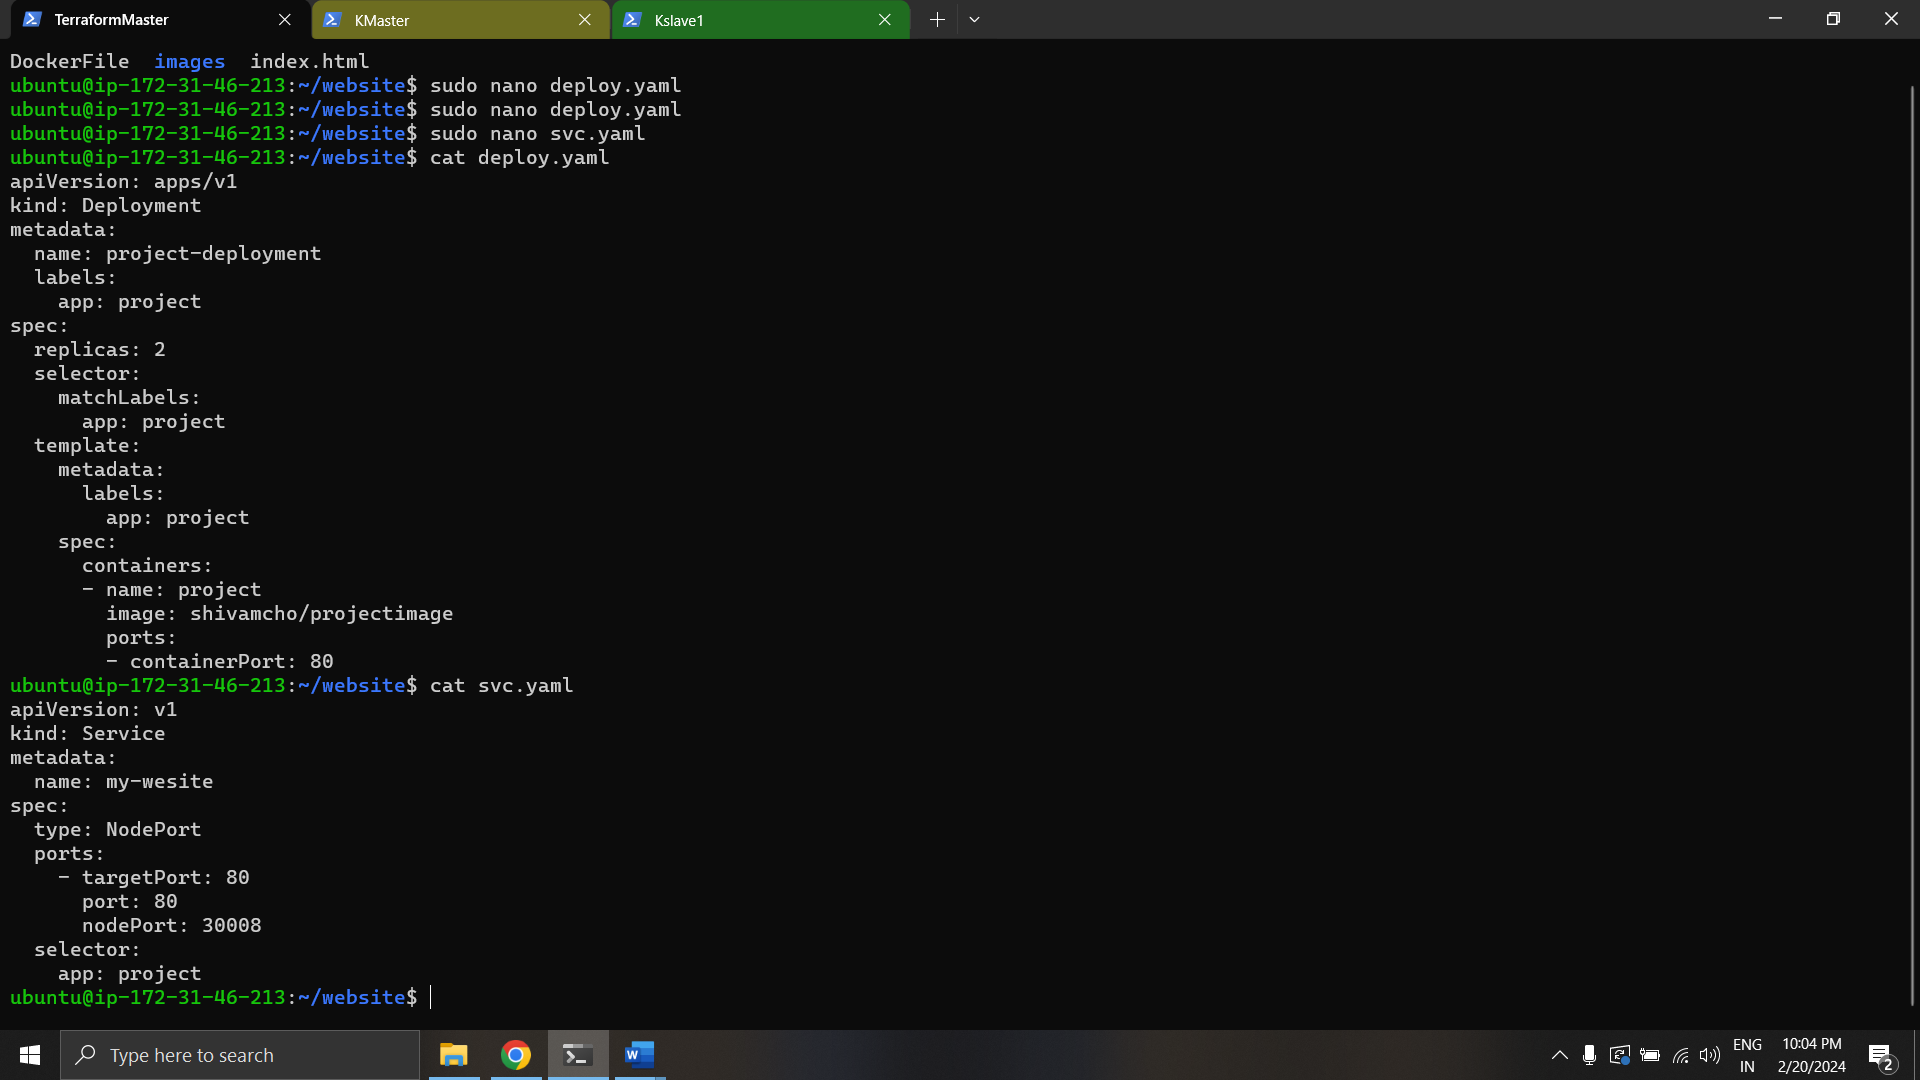 TerraformMaster
KMaster
Kslave1
DockerFile  images  index.html
ubuntu@ip-172-31-46-213:~/website$ sudo nano deploy.yaml
ubuntu@ip-172-31-46-213:~/website$ sudo nano deploy.yaml
ubuntu@ip-172-31-46-213:~/website$ sudo nano svc.yaml
ubuntu@ip-172-31-46-213:~/website$ cat deploy.yaml
apiVersion: apps/v1
kind: Deployment
metadata:
  name: project-deployment
  labels:
    app: project
spec:
  replicas: 2
  selector:
    matchLabels:
      app: project
  template:
    metadata:
      labels:
        app: project
    spec:
      containers:
      - name: project
        image: shivamcho/projectimage
        ports:
        - containerPort: 80
ubuntu@ip-172-31-46-213:~/website$ cat svc.yaml
apiVersion: v1
kind: Service
metadata:
  name: my-wesite
spec:
  type: NodePort
  ports:
    - targetPort: 80
      port: 80
      nodePort: 30008
  selector:
    app: project
ubuntu@ip-172-31-46-213:~/website$
Type here to search
W
ENG
IN
10:04 PM
2/20/2024
2